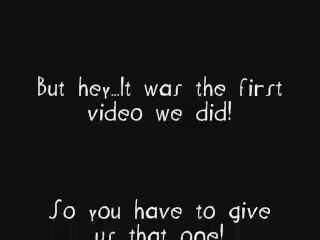 But hey...It was the first
video we did!
So you have to give
us that one!